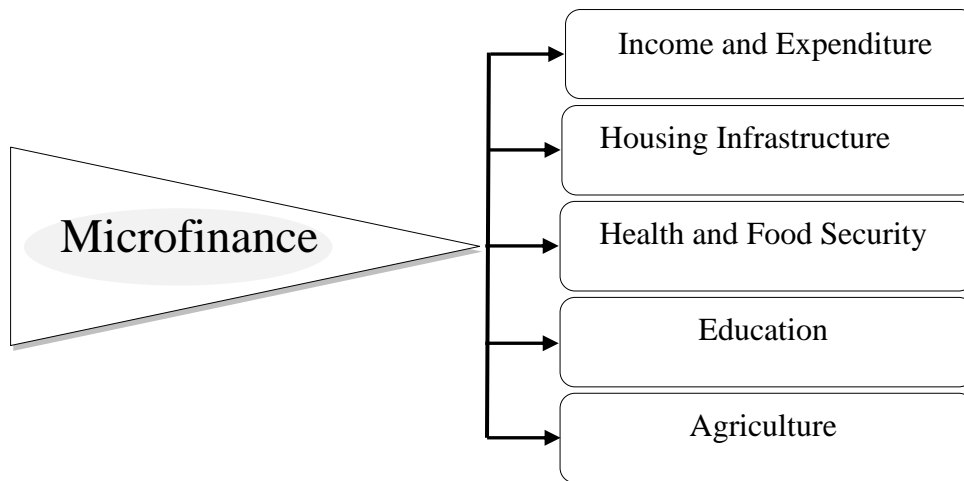 Microfinance
Income and Expenditure
Housing Infrastructure
Health and Food Security
Education
Agriculture